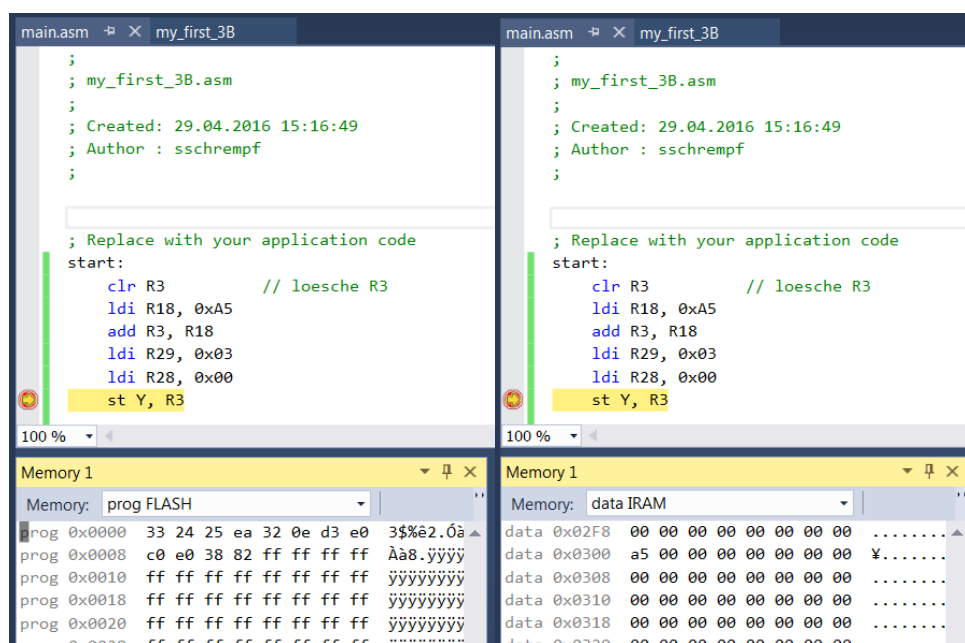 main.asm my_first_3B
;
; my_first_3B.asm
;
; Created: 29.04.2016 15:16:49
; Author : sschrempf
;
; Replace with your application code
start:
clr R3 // loesche R3
ldi R18, 0xA5
add R3, R18
ldi R29, 0x03
ldi R28, 0x00
st Y, R3
100 %
Memory 1
Memory: prog FLASH
prog 0x0000 33 24 25 ea 32 0e d3 e0 3$%ê2.Óà
prog 0x0008 c0 e0 38 82 ff ff ff ff Àà8.ÿÿÿÿ
prog 0x0010 ff ff ff ff ff ff ff ff ÿÿÿÿÿÿÿÿ
prog 0x0018 ff ff ff ff ff ff ff ff ÿÿÿÿÿÿÿÿ
prog 0x0020 ff ff ff ff ff ff ff ff ÿÿÿÿÿÿÿÿ
main.asm my_first_3B
;
; my_first_3B.asm
;
; Created: 29.04.2016 15:16:49
; Author : sschrempf
;
; Replace with your application code
start:
clr R3 // loesche R3
ldi R18, 0xA5
add R3, R18
ldi R29, 0x03
ldi R28, 0x00
st Y, R3
100 %
Memory 1
Memory: data IRAM
data 0x02F8 00 00 00 00 00 00 00 00 ........
data 0x0300 a5 00 00 00 00 00 00 00 ¥.......
data 0x0308 00 00 00 00 00 00 00 00 ........
data 0x0310 00 00 00 00 00 00 00 00 ........
data 0x0318 00 00 00 00 00 00 00 00 ........